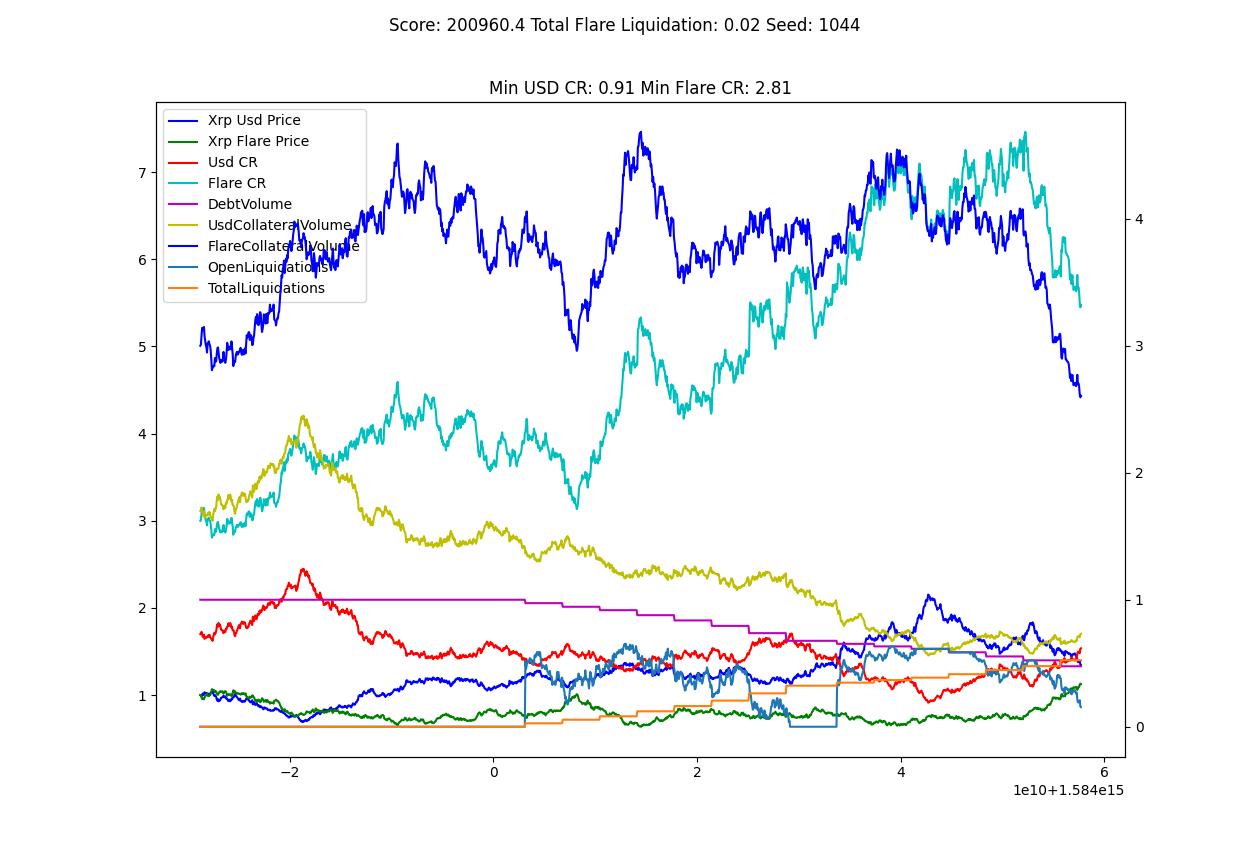 Score: 200960.4 Total Flare Liquidation: 0.02 Seed: 1044
Min USD CR: 0.91 Min Flare CR: 2.81
Xrp Usd Price
Xrp Flare Price
Usd CR
Flare CR
DebtVolume
UsdCollateralVolume
FlareCollateralVolume
OpenLiquidations
TotalLiquidations
7
6
5
4
3
2
1
4
3
2
1
0
−2
0
2
4
6
1e10+1.584e15